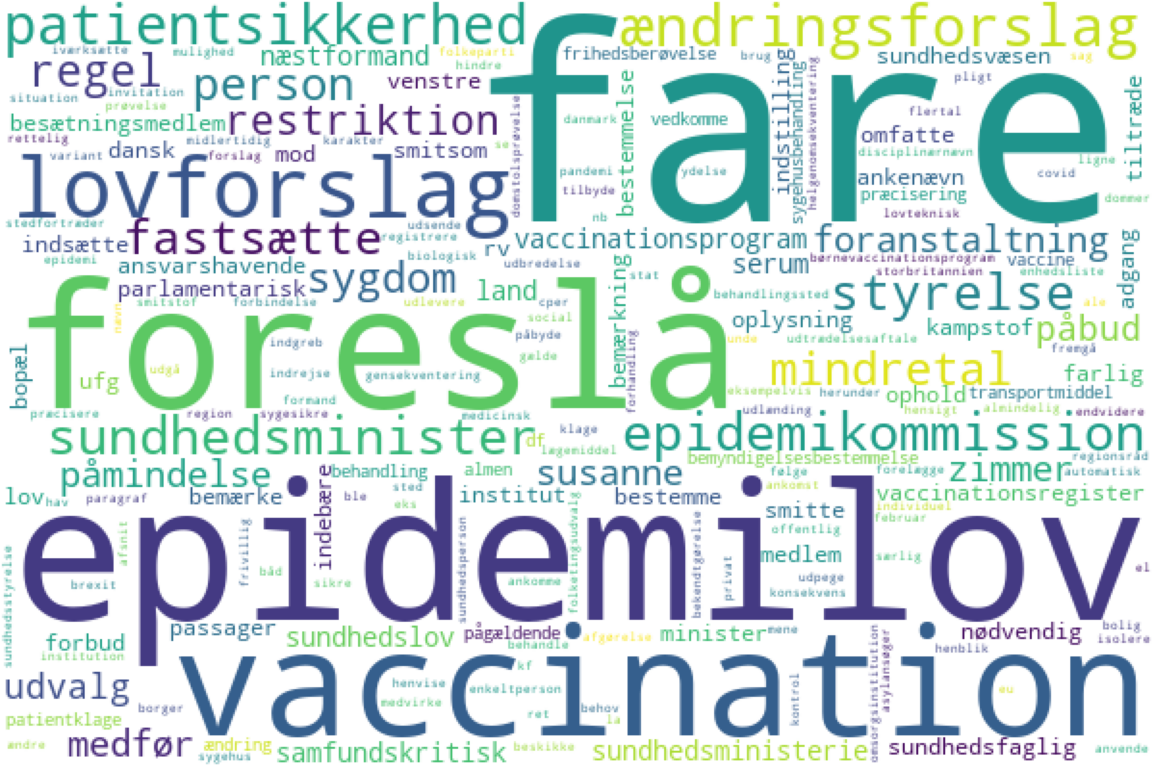 patientsikkerhed
fare
ændringsforslag
iværksætte
mulighed
næstformand
folkeparti
hindre
frihedsberøvelse
brug
sundhedsvæsen
sag
regel
person
venstre
pligt
situation
invitation
prøvelse
indstilling
sygehusbehandling
helgenomsekventering
flertal
tiltræde
besætningsmedlem
restriktion
danmark
bestemmelse
vedkomme
omfatte
rettelig
midlertidig
karakter
se
disciplinærnavn
variant
dansk
forslag
mod
smitsom
domstolsprøvelse
pandemi
tilbyde
ydelse
ankenævn
covid
ligne
lovforslag
præcisering
nb
lovteknisk
dommer
stedfortræder
udsende
indsætte
fastsætte
registrere
rv
vaccinationsprogram
foranstaltning
epidemi
ansvarshavende
biologisk
udbredelse
børnevaccinationsprogram
vaccine
adgang
parlamentarisk
sygdom
stat
serum
storbritannien
enhedsliste
smitstof
forbindelse
udlevere
land
cper
bemærkning
behandlingssted
styrelse
ale
foreslå
nævn
social
påbyde
oplysning
kampstof
påbud
indgreb
gælde
unde
udtrædelsesaftale
fremgå
bopæl
udgå
ufg
indrejse
gensekventering
forhandling
mindretal
farlig
præcisere
region
sygesikre
formand
medicinsk
eksempelvis
herunder
ophold
transportmiddel
klage
udlænding
hensigt
almindelig
endvidere
sundhedsminister
df
lægemiddel
epidemikommission
påmindelse
behandling
almen
susanne
bemyndigelsesbestemmelse
følge
forelægge
zimmer
regionsråd
automatisk
lov
hav
paragraf
bemærke
indebære
ble
sted
eks
institut
bestemme
ankomst
smitte
individuel
vaccinationsregister
februar
epidemilov
offentlig
afsnit
frivillig
sundhedsperson
folketingsudvalg
bekendtgørelse
privat
medlem
særlig
sundhedsstyrelse
brexit
båd
sikre
ankomme
udpege
konsekvens
el
forbud
passager
sundhedslov
pågældende
afgørelse
minister
mene
nødvendig
bolig
isolere
institution
behandle
henblik
vaccination
udvalg
kf
henvise
enkeltperson
kontrol
omsorgsinstitution
asylansøger
eu
patientklage
borger
medvirke
ret
behov
la
andre
medfør
ændring
sygehus
samfundskritisk
beskikke
sundhedsministerie
sundhedsfaglig
anvende